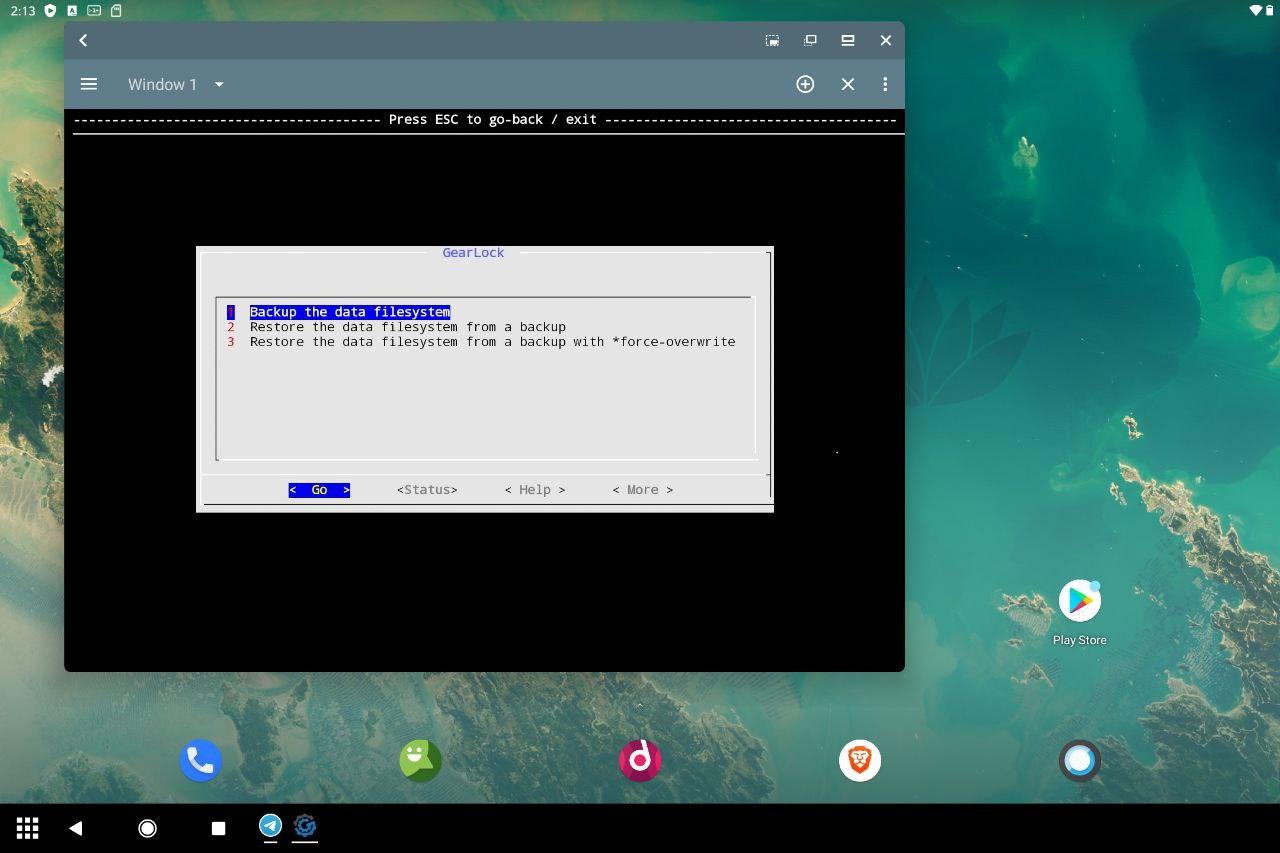 2:13
Window 1
---------------------------------------- Press ESC to go-back / exit --------------------------------------
GearLock
1 Backup the data filesystem
2 Restore the data filesystem from a backup
3 Restore the data filesystem from a backup with *force-overwrite
< Go > <Status> < Help > < More >
Play Store